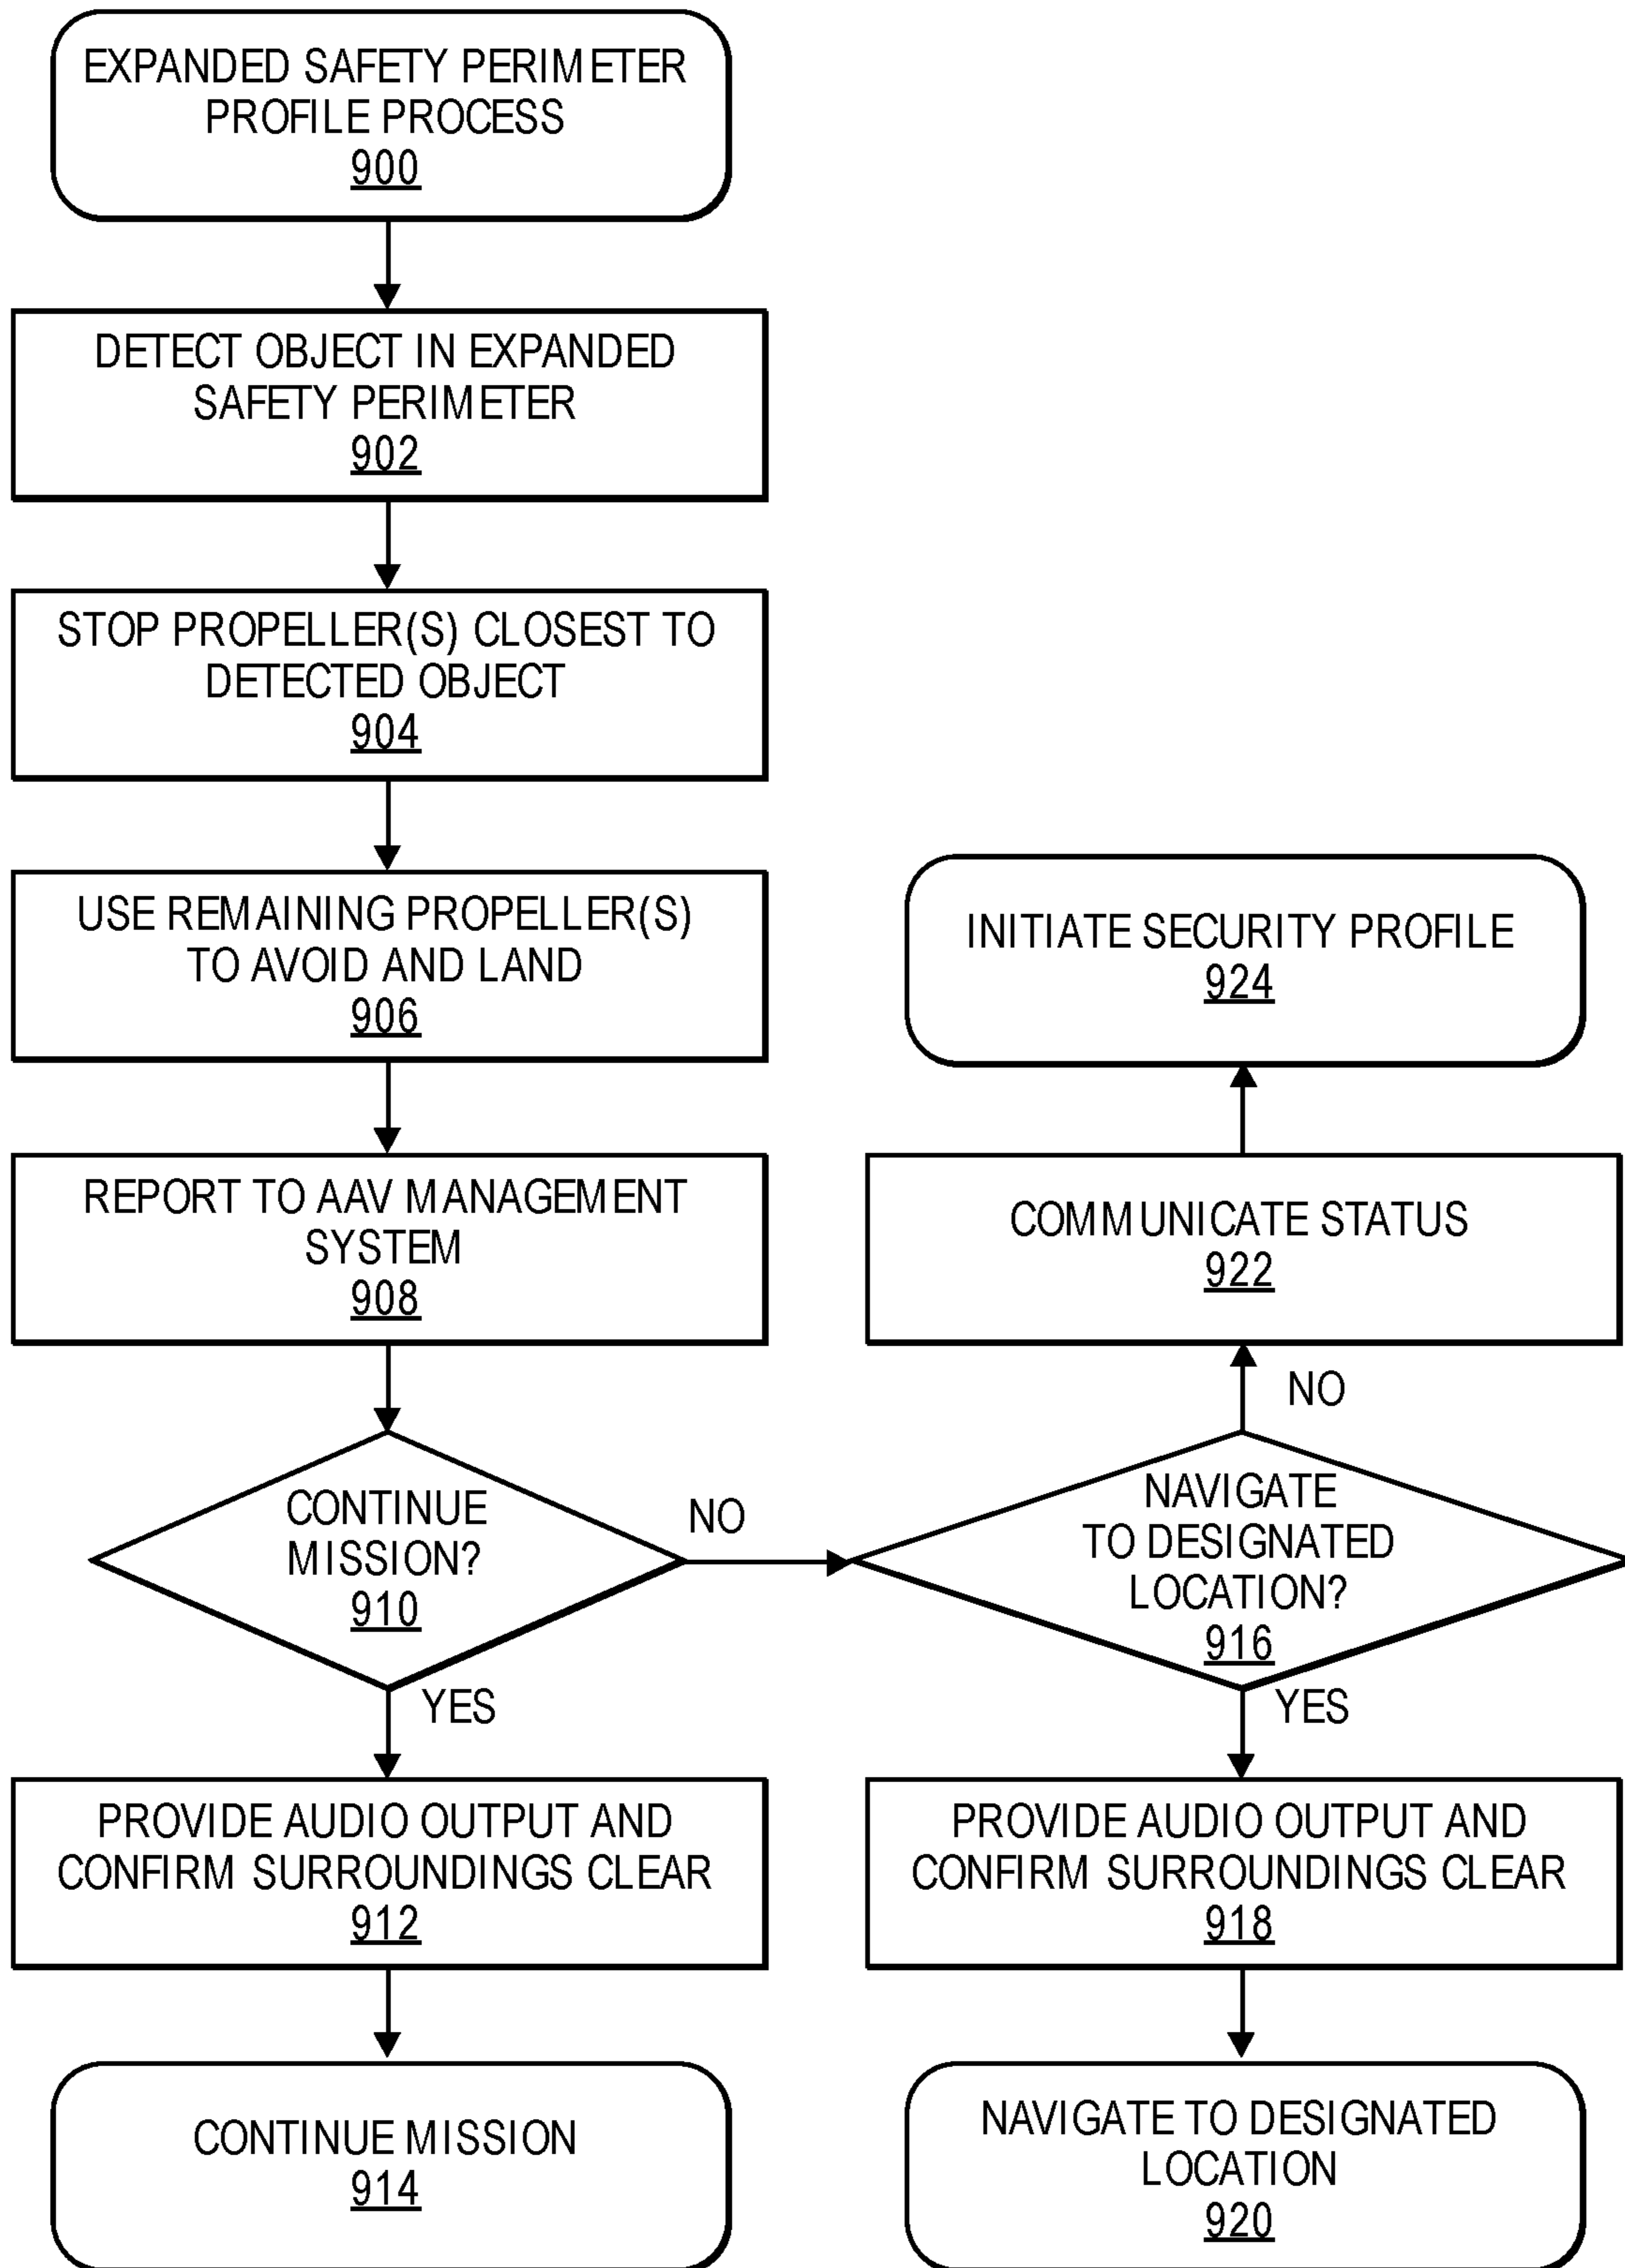 EXPANDED SAFETY PERIMETER
PROFILE PROCESS
900
DETECT OBJECT IN EXPANDED
SAFETY PERIMETER
902
STOP PROPELLER(S) CLOSEST TO
DETECTED OBJECT
904
USE REMAINING PROPELLER(S)
TO AVOID AND LAND
906
REPORT TO AAV MANAGEMENT
SYSTEM
908
CONTINUE
MISSION?
910
NO
YES
PROVIDE AUDIO OUTPUT AND
CONFIRM SURROUNDINGS CLEAR
912
CONTINUE MISSION
914
INITIATE SECURITY PROFILE
924
COMMUNICATE STATUS
922
NO
NAVIGATE
TO DESIGNATED
LOCATION?
916
YES
PROVIDE AUDIO OUTPUT AND
CONFIRM SURROUNDINGS CLEAR
918
NAVIGATE TO DESIGNATED
LOCATION
920